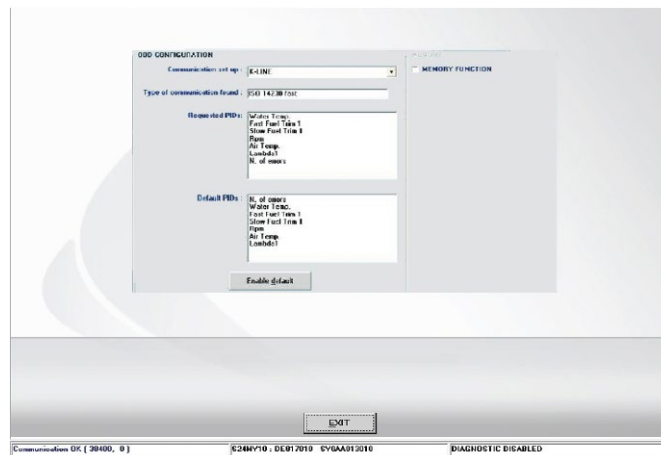 OBD CONFIGURATION
Communication set up : K-LINE
MEMORY FUNCTION
Type of communication found : ISO 14230 fast
Requested PIDs:
Water Temp.
Fast Fuel Trim 1
Slow Fuel Trim 1
Rpm
Air Temp.
Lambda1
N. of errors
Default PIDs :
N. of errors
Water Temp.
Fast Fuel Trim 1
Slow Fuel Trim 1
Rpm
Air Temp.
Lambda1
Enable default
EXIT
Communication OK ( 38400, 0 )
DIAGNOSTIC DISABLED